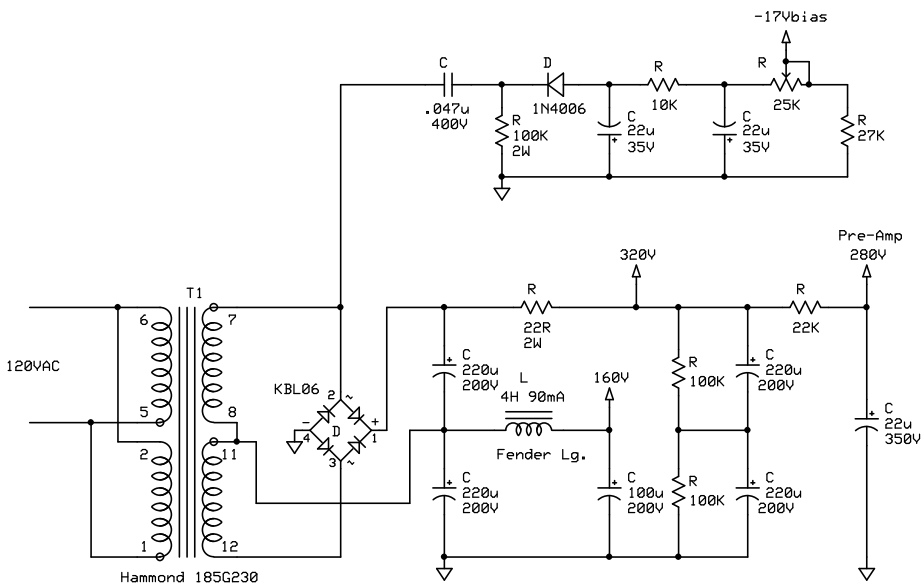 -17Vbias
C
D
R
R
.047u
400V
1N4006
10K
25K
R
100K
2W
C
22u
35V
C
22u
35V
R
27K
Pre-Amp
280V
320V
T1
R
R
6
7
22R
2W
22K
120VAC
C
220u
200V
R
100K
C
220u
200V
L
4H 90mA
160V
KBL06
2
~
5
8
-
+
4
D
1
C
22u
350V
2
11
3
~
Fender Lg.
C
220u
200V
C
100u
200V
R
100K
C
220u
200V
1
12
Hammond 185G230